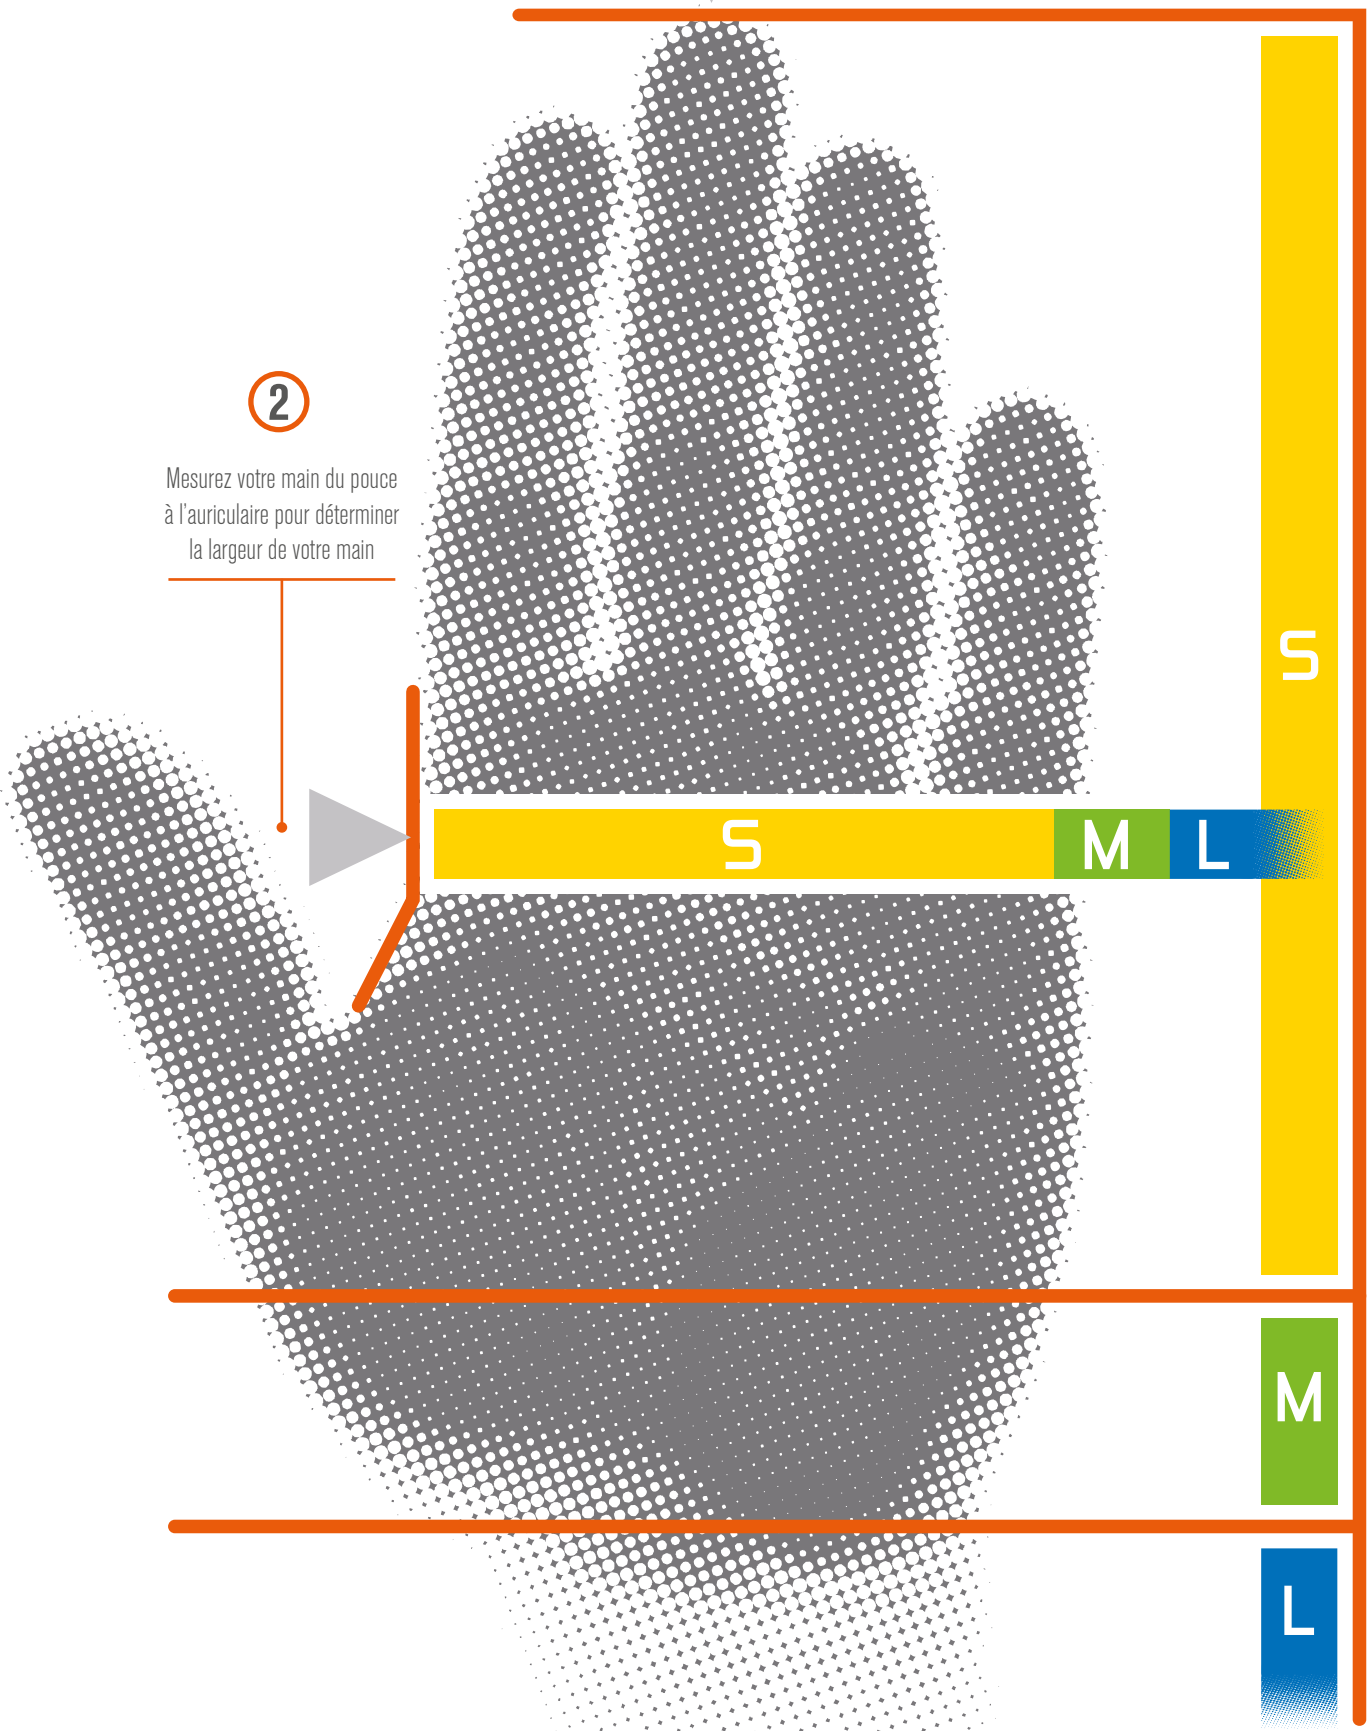 2
Mesurez votre main du pouce
à l'auriculaire pour déterminer
la largeur de votre main
S
S M L
M
L